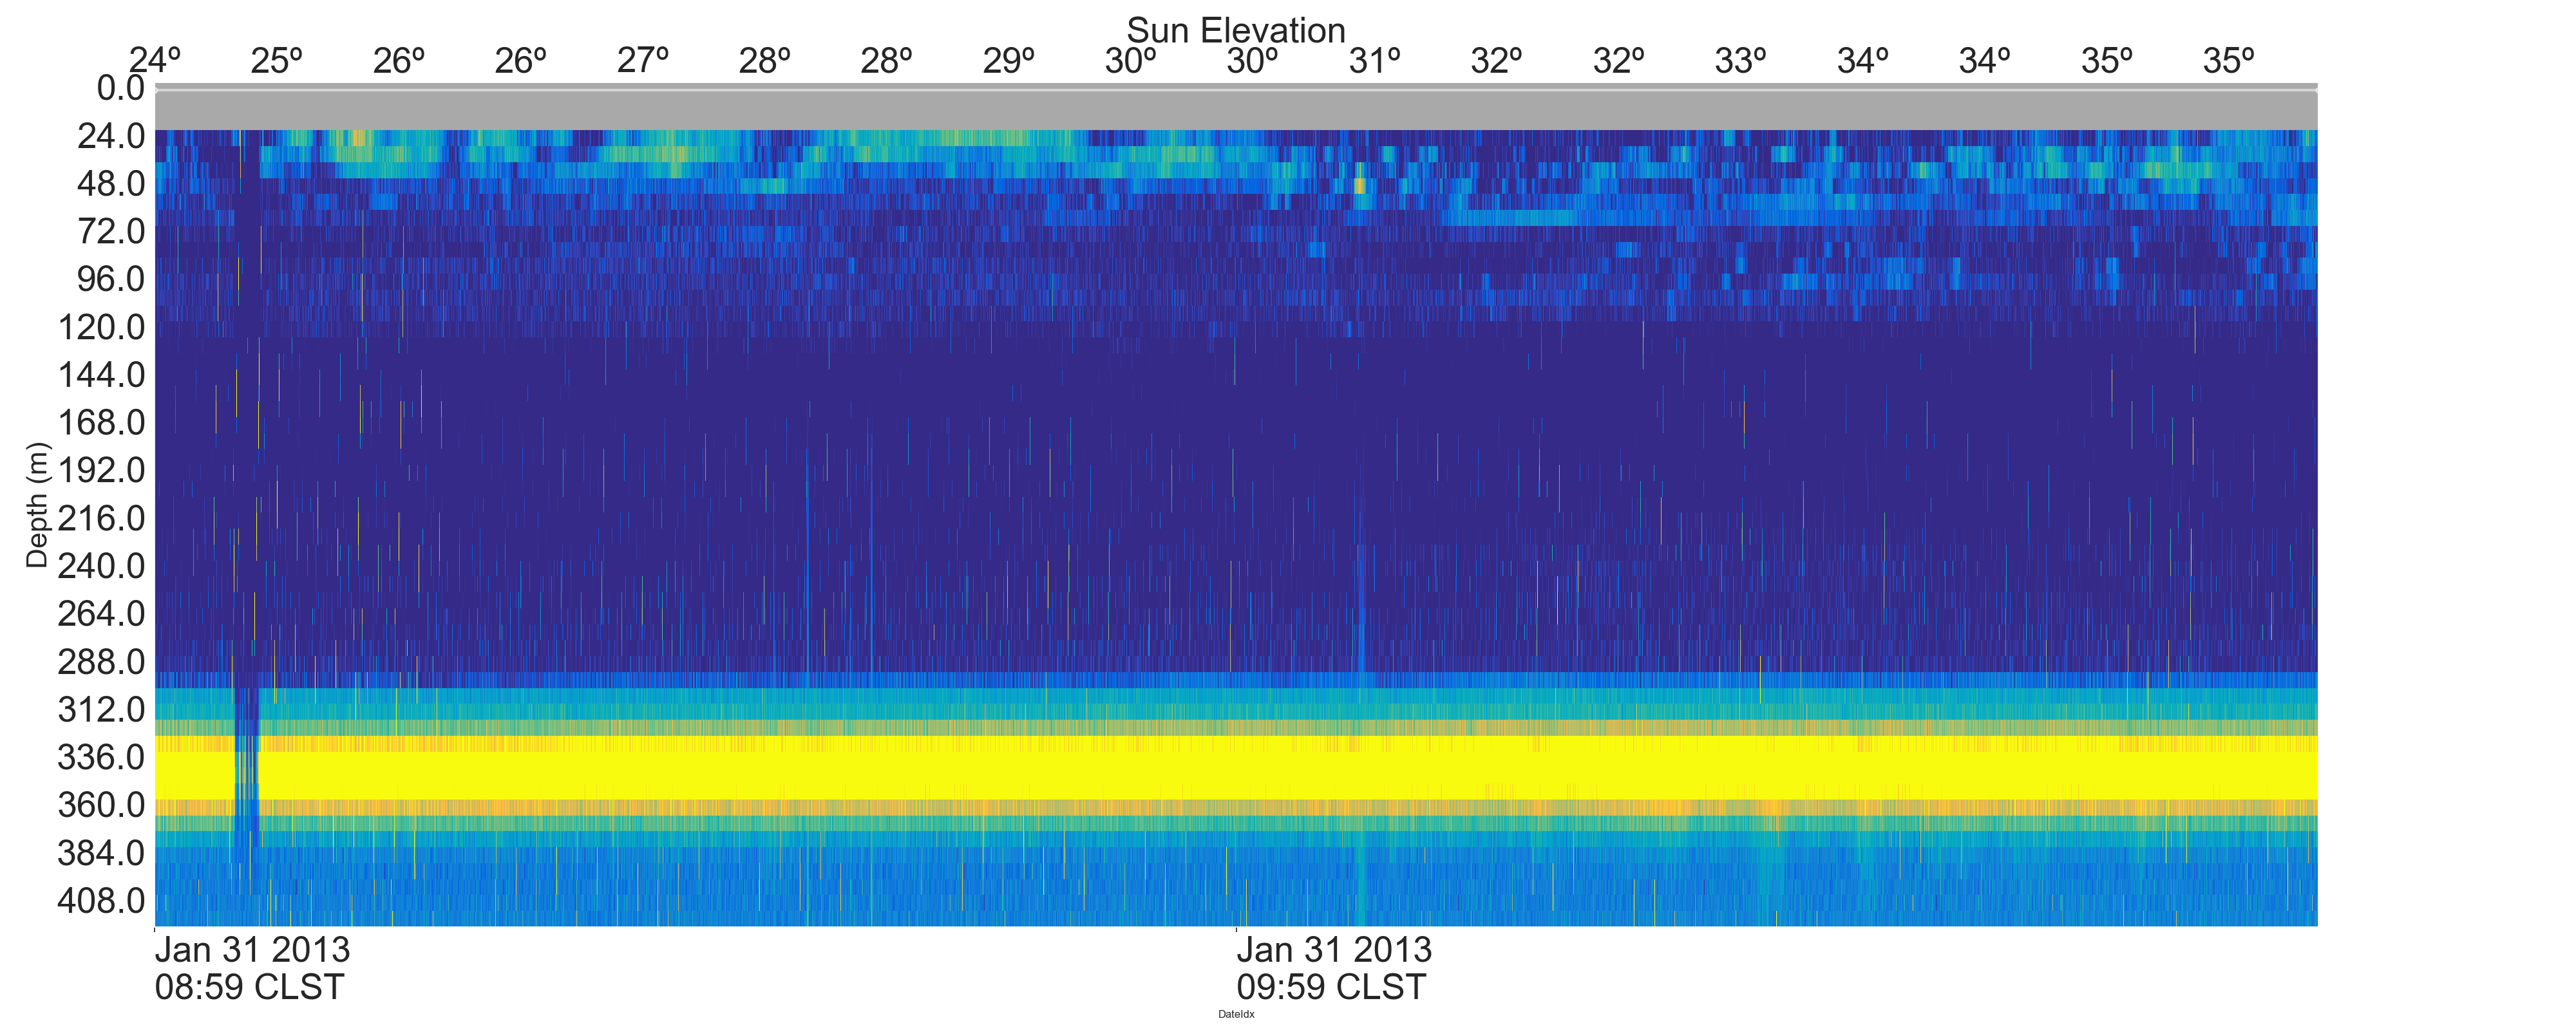 Sun Elevation
24º 25º 26º 26º 27º 28º 28º 29º 30º 30º 31º 32º 32º 33º 34º 34º 35º 35º
0.0
24.0
48.0
72.0
96.0
120.0
144.0
168.0
192.0
216.0
240.0
264.0
288.0
312.0
336.0
360.0
384.0
408.0
Depth (m)
Jan 31 2013
08:59 CLST
Jan 31 2013
09:59 CLST
DateIdx